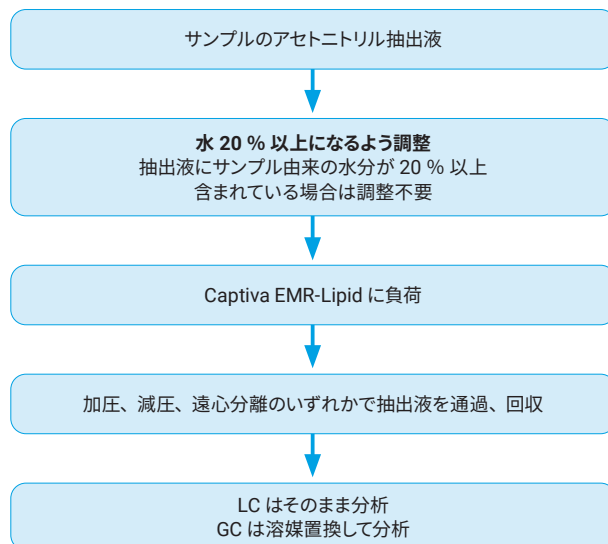 サンプルのアセトニトリル抽出液
水 20 % 以上になるよう調整
抽出液にサンプル由来の水分が 20 % 以上
含まれている場合は調整不要
Captiva EMR-Lipid に負荷
加圧、減圧、遠心分離のいずれかで抽出液を通過、回収
LC はそのまま分析
GC は溶媒置換して分析